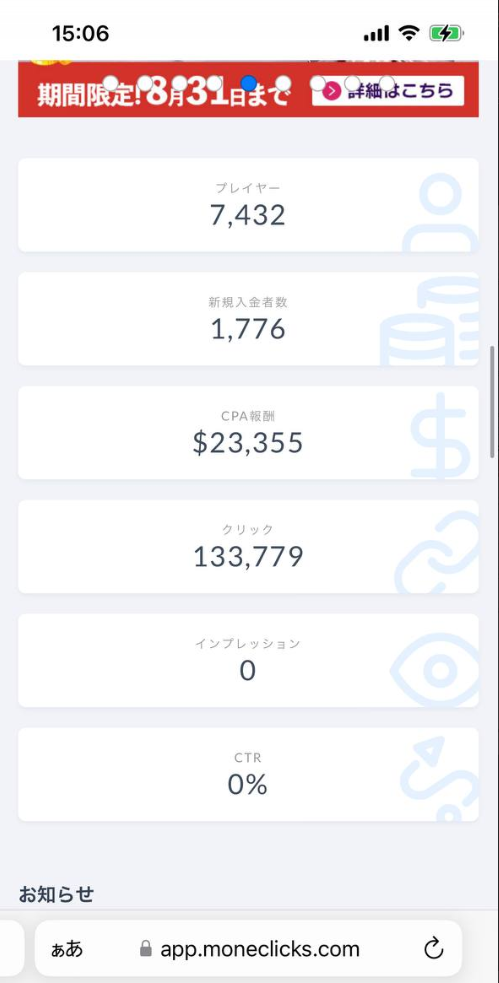 15:06
期間限定!8月31日まで
詳細はこちら
プレイヤー
7,432
新規入金者数
1,776
CPA報酬
$23,355
クリック
133,779
インプレッション
0
CTR
0%
お知らせ
ぁあ
app.moneclicks.com